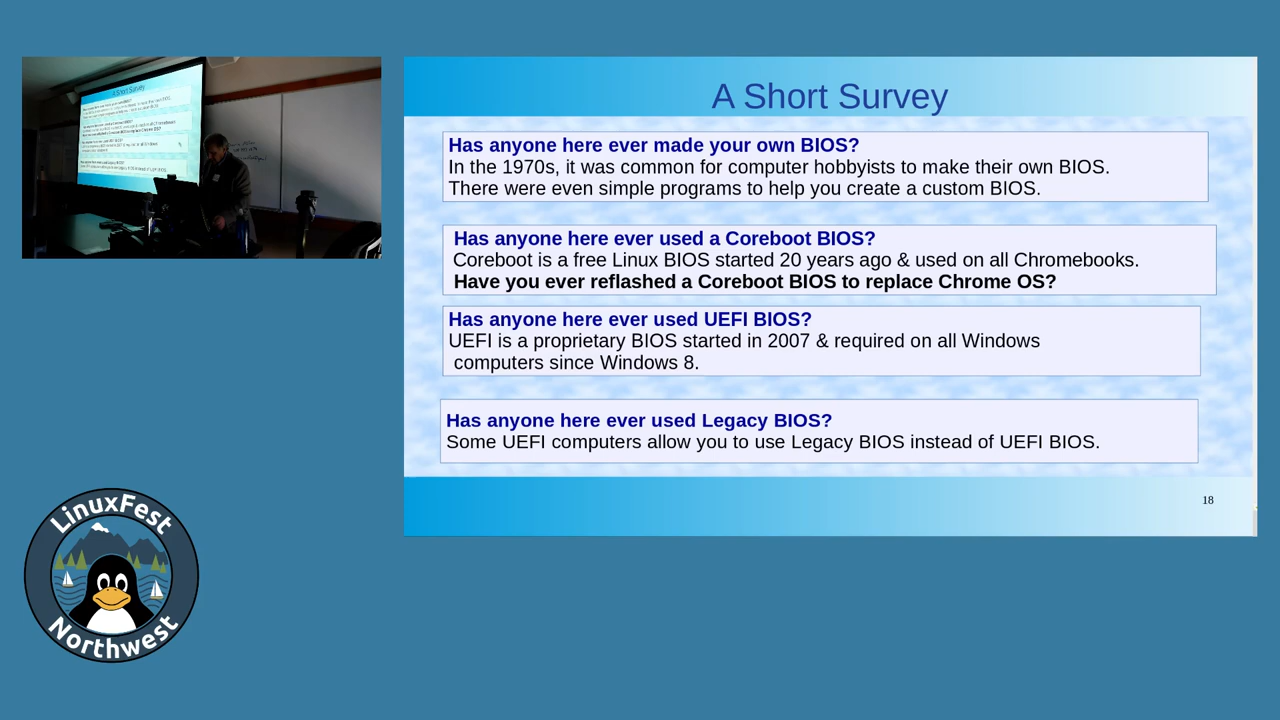 A Short Survey
Has anyone here ever made your own BIOS?
In the 1970s, it was common for computer hobbyists to make their own BIOS.
There were even simple programs to help you create a custom BIOS.
Has anyone here ever used a Coreboot BIOS?
Coreboot is a free Linux BIOS started 20 years ago & used on all Chromebooks.
Have you ever reflashed a Coreboot BIOS to replace Chrome OS?
Has anyone here ever used UEFI BIOS?
UEFI is a proprietary BIOS started in 2007 & required on all Windows
computers since Windows 8.
Has anyone here ever used Legacy BIOS?
Some UEFI computers allow you to use Legacy BIOS instead of UEFI BIOS.
18
LinuxFest
Northwest